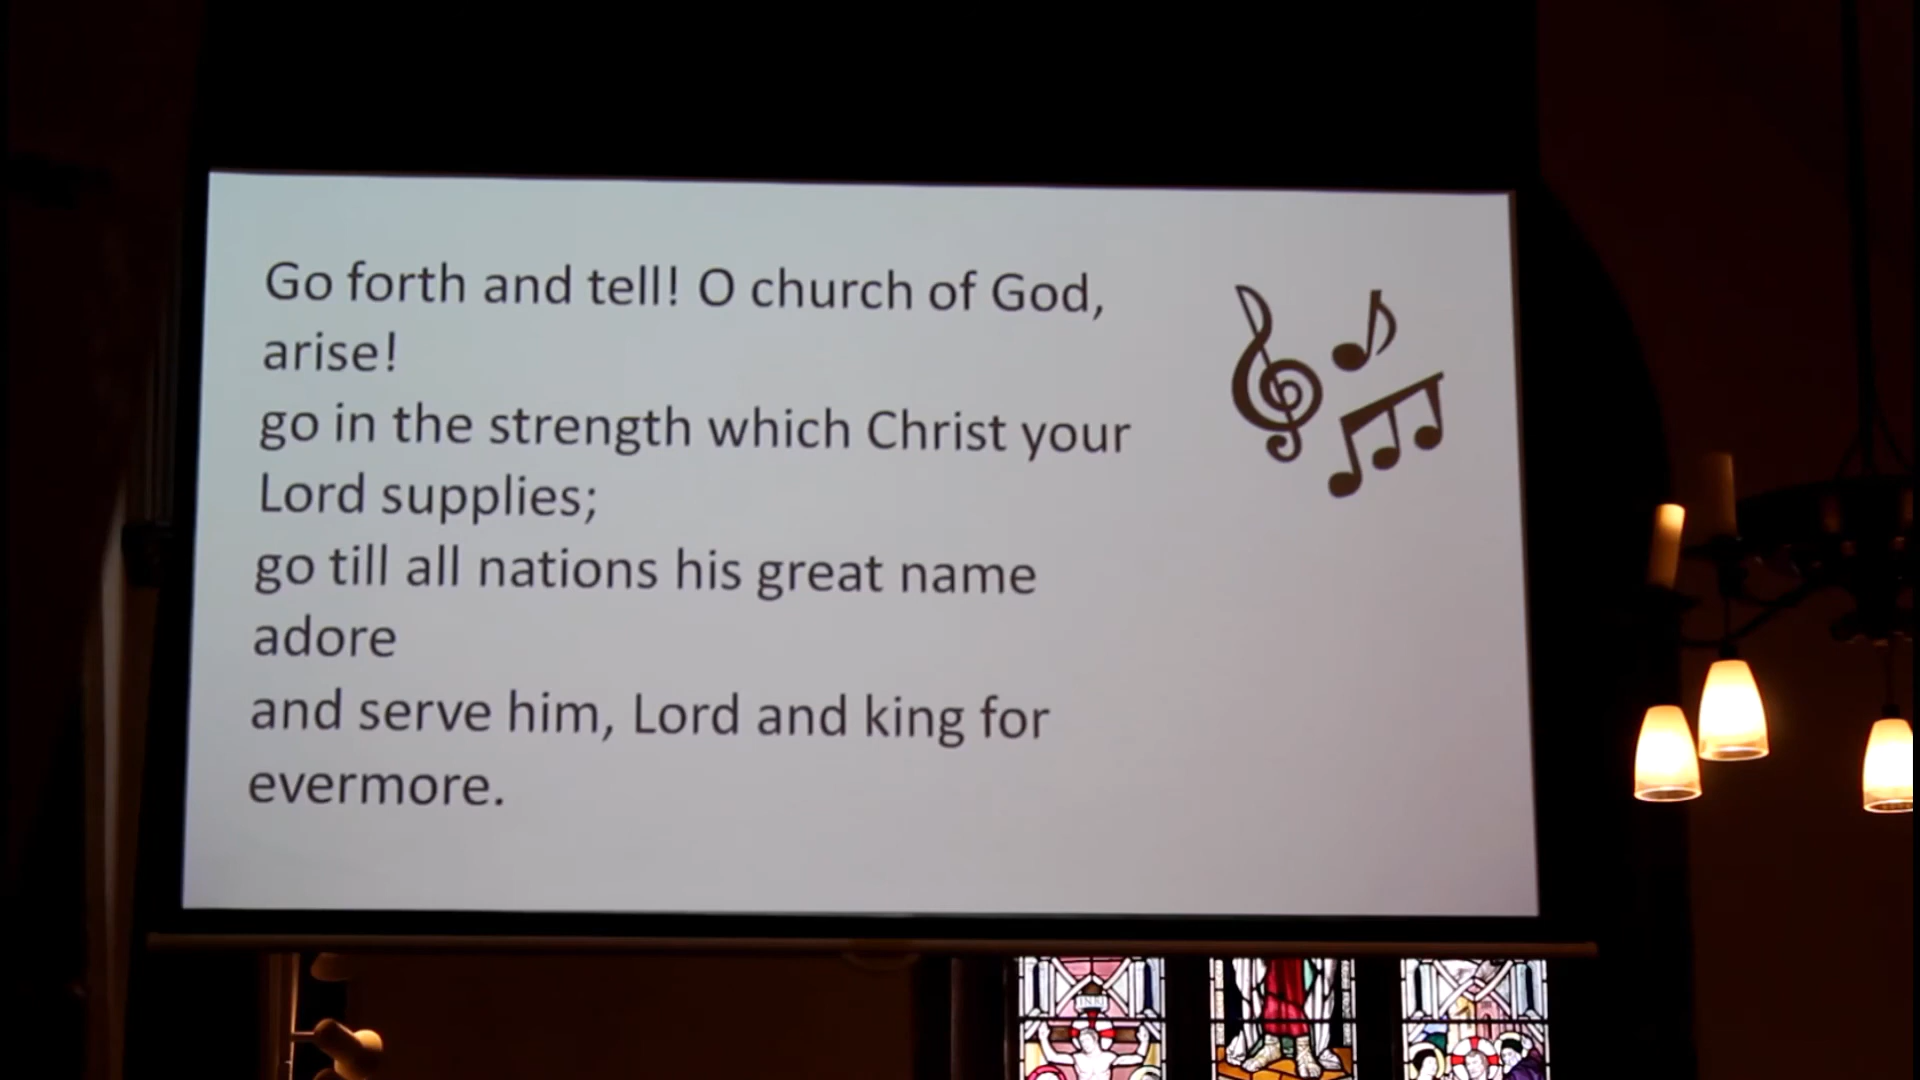 Go forth and tell! O church of God,
arise!
go in the strength which Christ your
Lord supplies;
go till all nations his great name
adore
and serve him, Lord and king for
evermore.
INRI